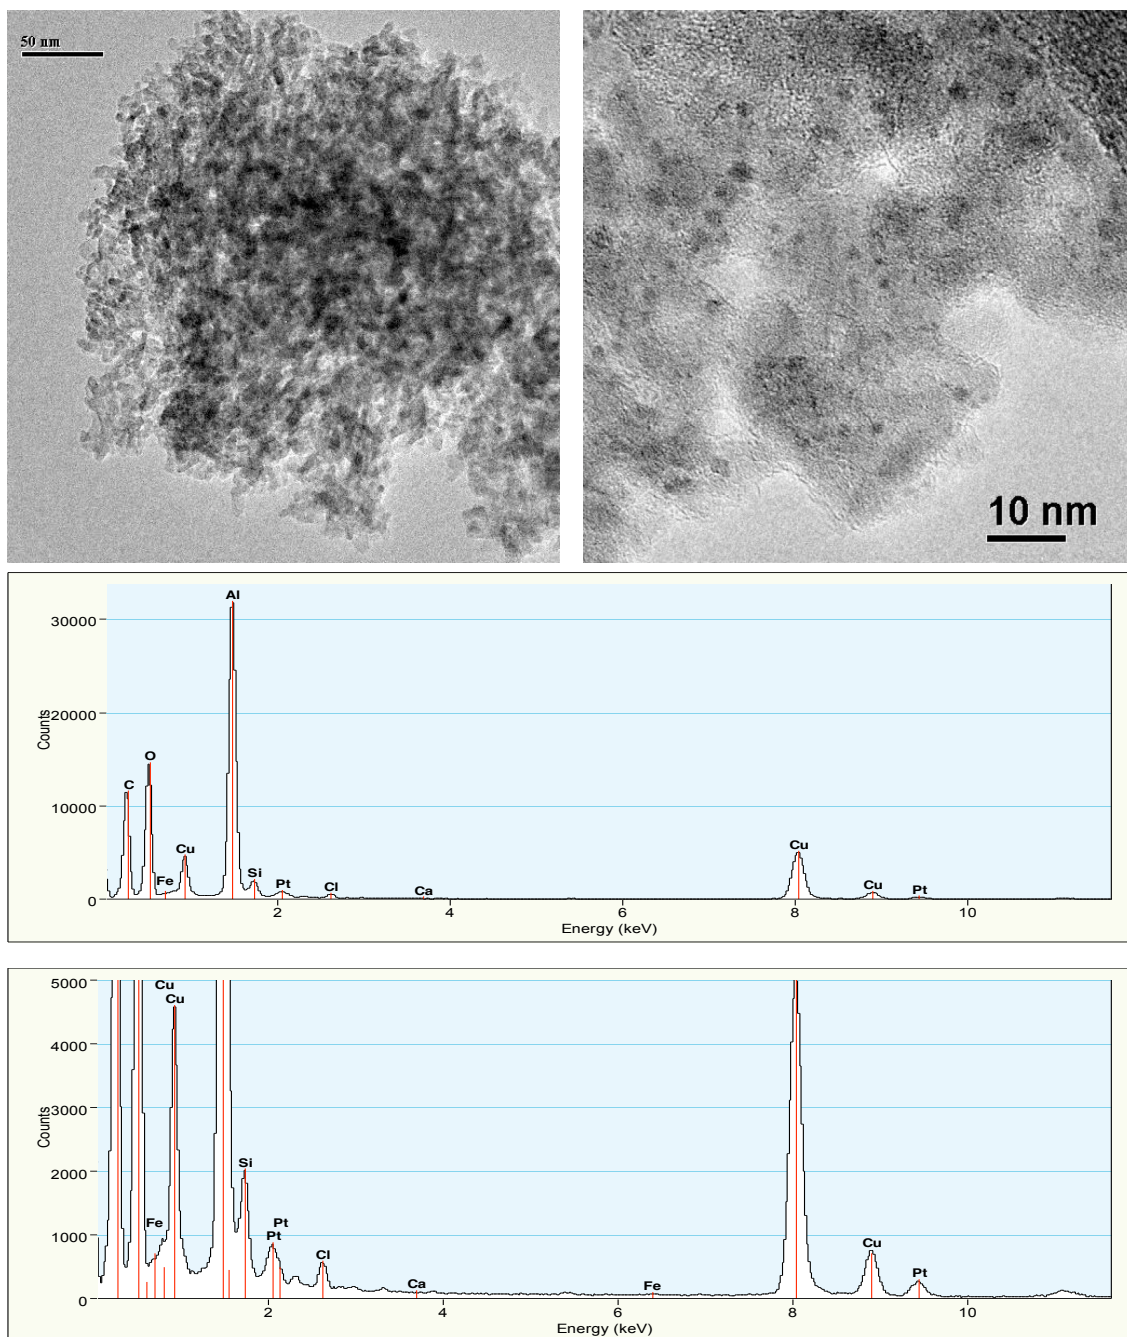 50 nm
10 nm
Al
30000
20000
Counts
O
C
10000
Cu
Cu
Fe
Si
Pt
Cl
Ca
Cu
Pt
0
2
4
6
8
10
Energy (keV)
5000
Cu
Cu
4000
3000
Counts
2000
Si
Fe
Pt
1000
Pt
Cl
Cu
Ca
Fe
Pt
0
2
4
6
8
10
Energy (keV)